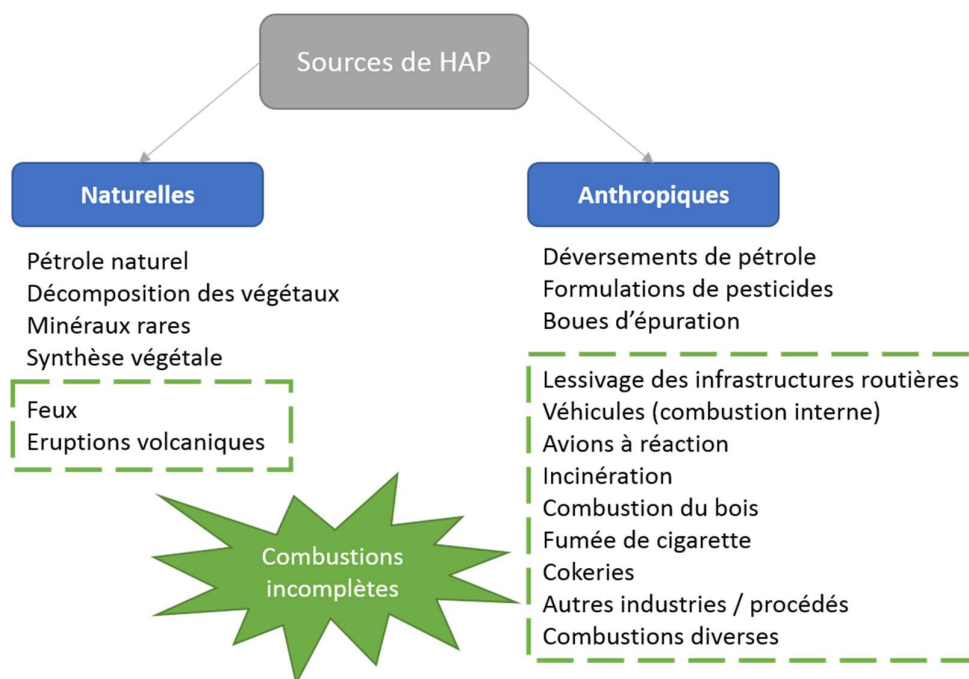 Sources de HAP
Naturelles
Pétrole naturel
Décomposition des végétaux
Minéraux rares
Synthèse végétale
Feux
Eruptions volcaniques
Anthropiques
Déversements de pétrole
Formulations de pesticides
Boues d'épuration
Lessivage des infrastructures routières
Véhicules (combustion interne)
Avions à réaction
Incinération
Combustion du bois
Fumée de cigarette
Cokeries
Autres industries / procédés
Combustions diverses
Combustions
incomplètes